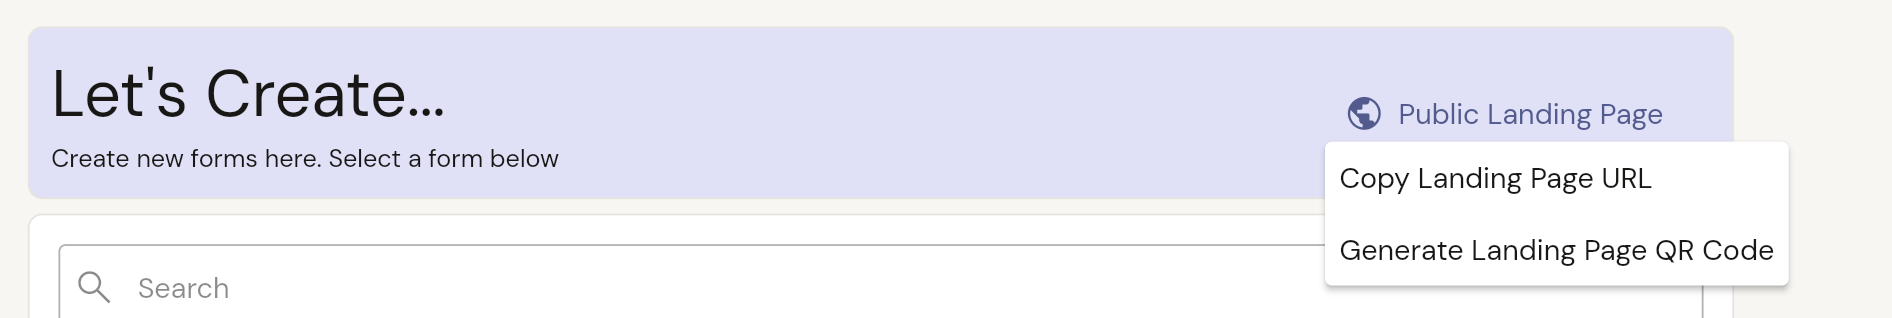 Let's Create...
Create new forms here. Select a form below
Public Landing Page
Copy Landing Page URL
Generate Landing Page QR Code
Search